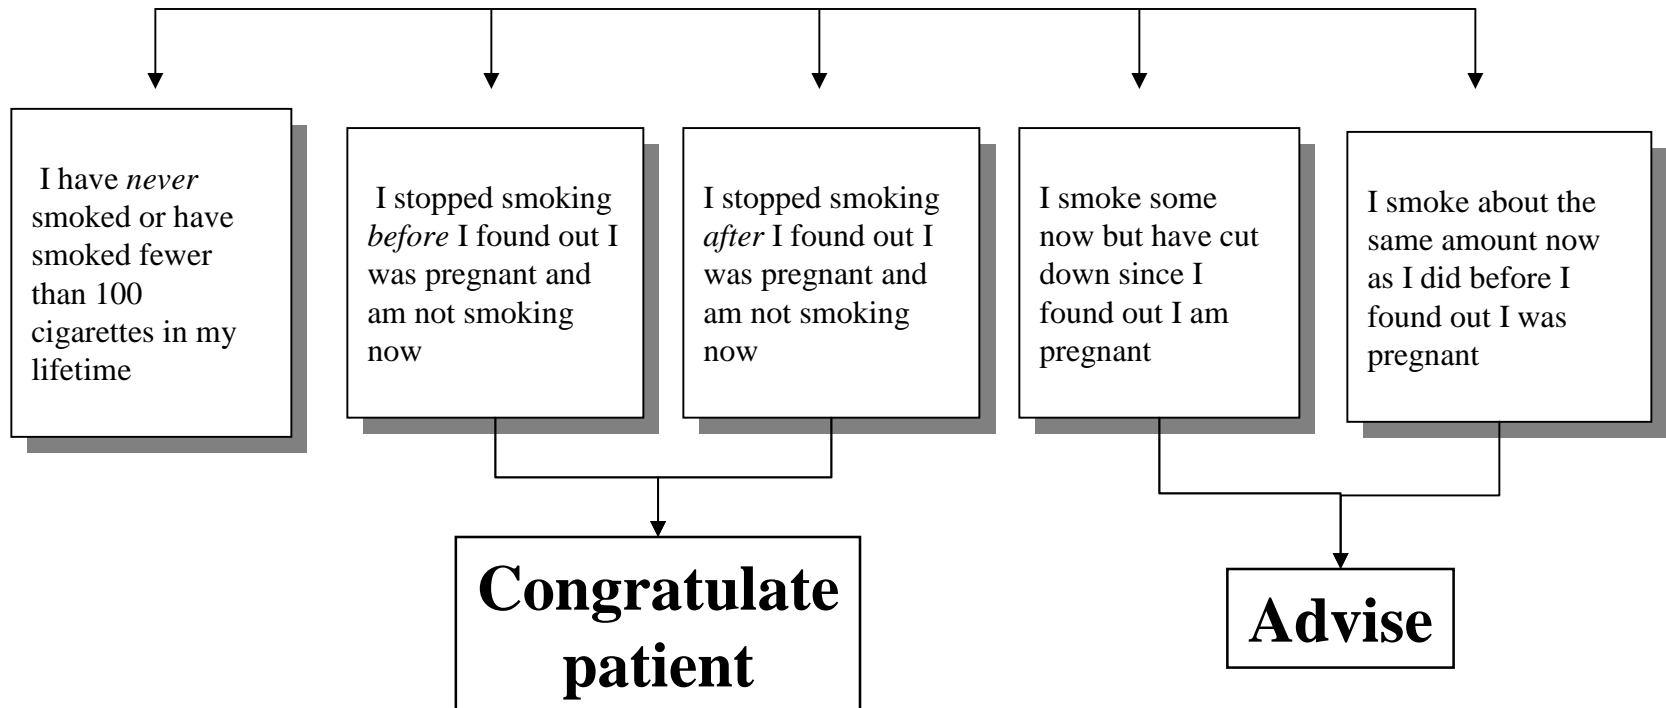 I have never
smoked or have
smoked fewer
than 100
cigarettes in my
lifetime
I stopped smoking
before I found out I
was pregnant and
am not smoking
now
I stopped smoking
after I found out I
was pregnant and
am not smoking
now
I smoke some
now but have cut
down since I
found out I am
pregnant
I smoke about the
same amount now
as I did before I
found out I was
pregnant
Congratulate
patient
Advise